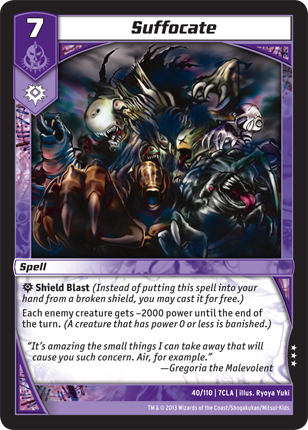 7
Suffocate
Spell
Shield Blast (Instead of putting this spell into
your hand from a broken shield, you may cast it for free.)
Each enemy creature gets –2000 power until the end of
the turn. (A creature that has power 0 or less is banished.)
“It’s amazing the small things I can take away that will
cause you such concern. Air, for example.”
—Gregoria the Malevolent
40/110 | 7CLA | illus. Ryoya Yuki
TM & © 2013 Wizards of the Coast/Shogakukan/Mitsui-Kids.